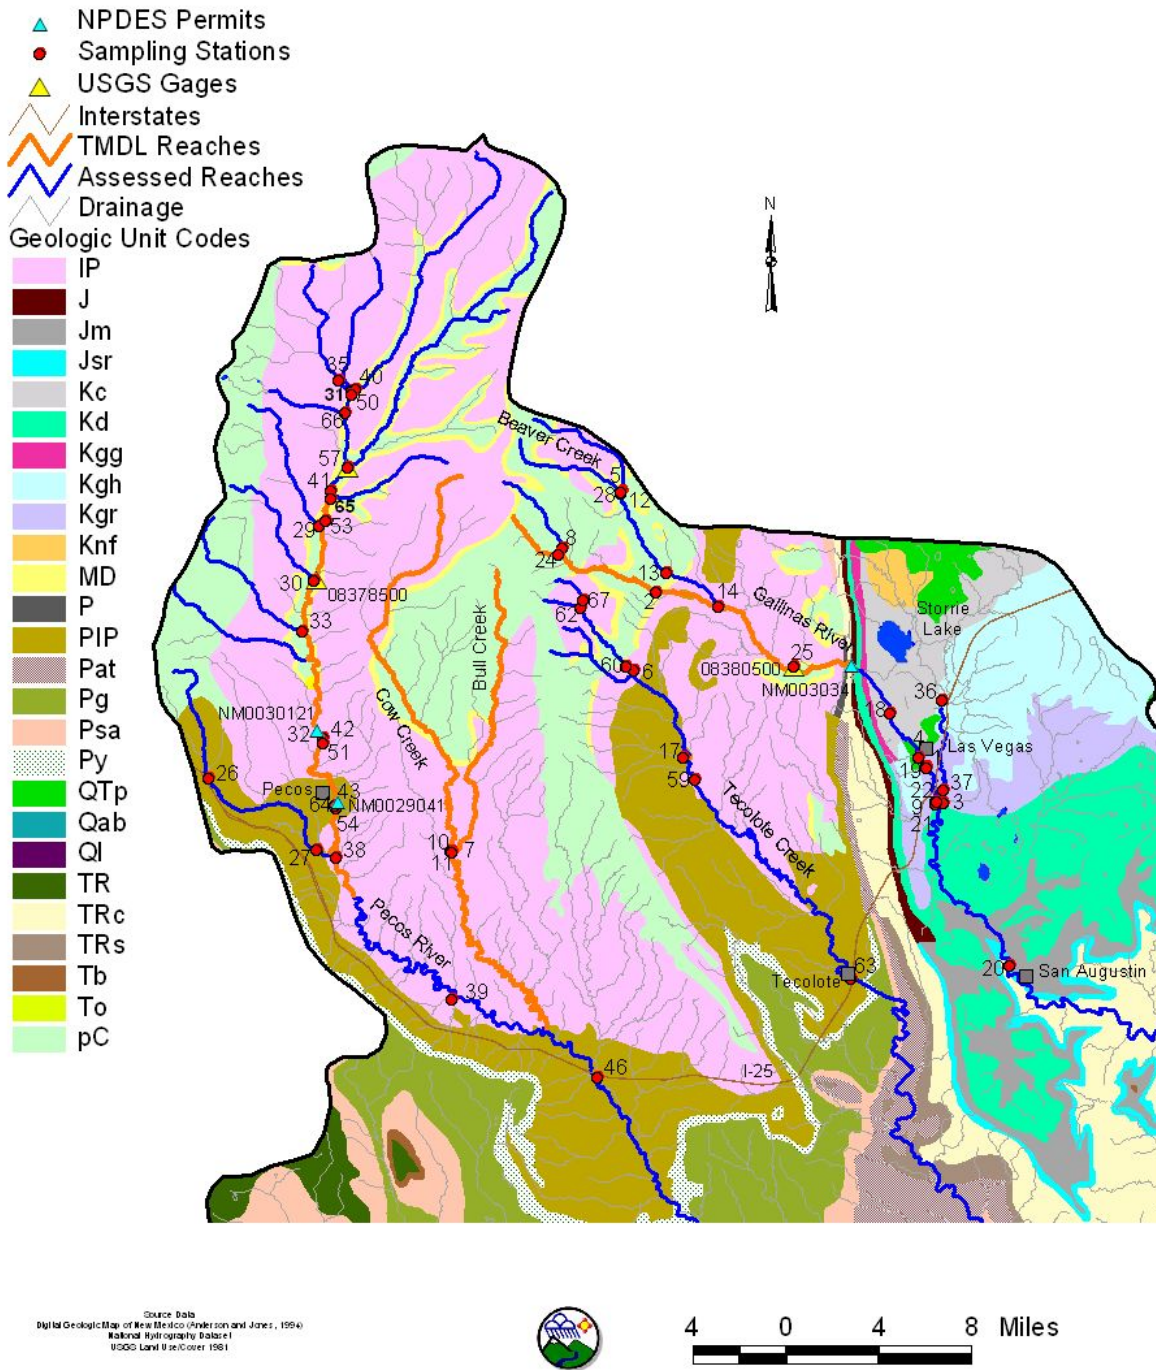 NPDES Permits
Sampling Stations
USGS Gages
Interstates
TMDL Reaches
Assessed Reaches
Drainage
Geologic Unit Codes
IP
J
Jm
Jsr
Kc
Kd
Kgg
Kgh
Kgr
Knf
MD
P
PIP
Pat
Pg
Psa
Py
QTp
Qab
Ql
TR
TRc
TRs
Tb
To
pC
N
35
40
31
50
66
57
41
65
29
53
30
08378500
33
NM0030121
42
32
51
26
Pecos
43
64
NM0029041
54
27
38
Pecos River
39
46
Cow Creek
Bull Creek
10
7
11
Beaver Creek
5
28
12
8
24
13
2
14
67
62
60
6
Gallinas River
25
08380500
NM003034
Storrie
Lake
36
18
4
1
Las Vegas
19
37
22
9
3
21
17
59
Tecolote Creek
63
Tecolote
20
San Augustin
I-25
Source Data
Digital Geologic Map of New Mexico (Anderson and Jones, 1994)
National Hydrography Dataset
USGS Land Use/Cover 1981
4 0 4 8 Miles